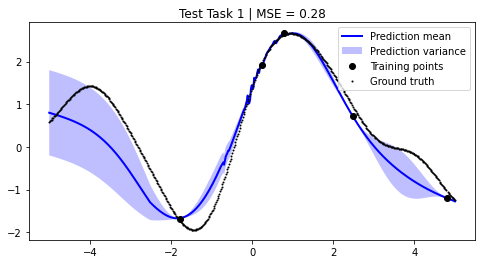 Test Task 1 | MSE = 0.28
Prediction mean
Prediction variance
Training points
Ground truth
2
1
0
−1
−2
−4
−2
0
2
4